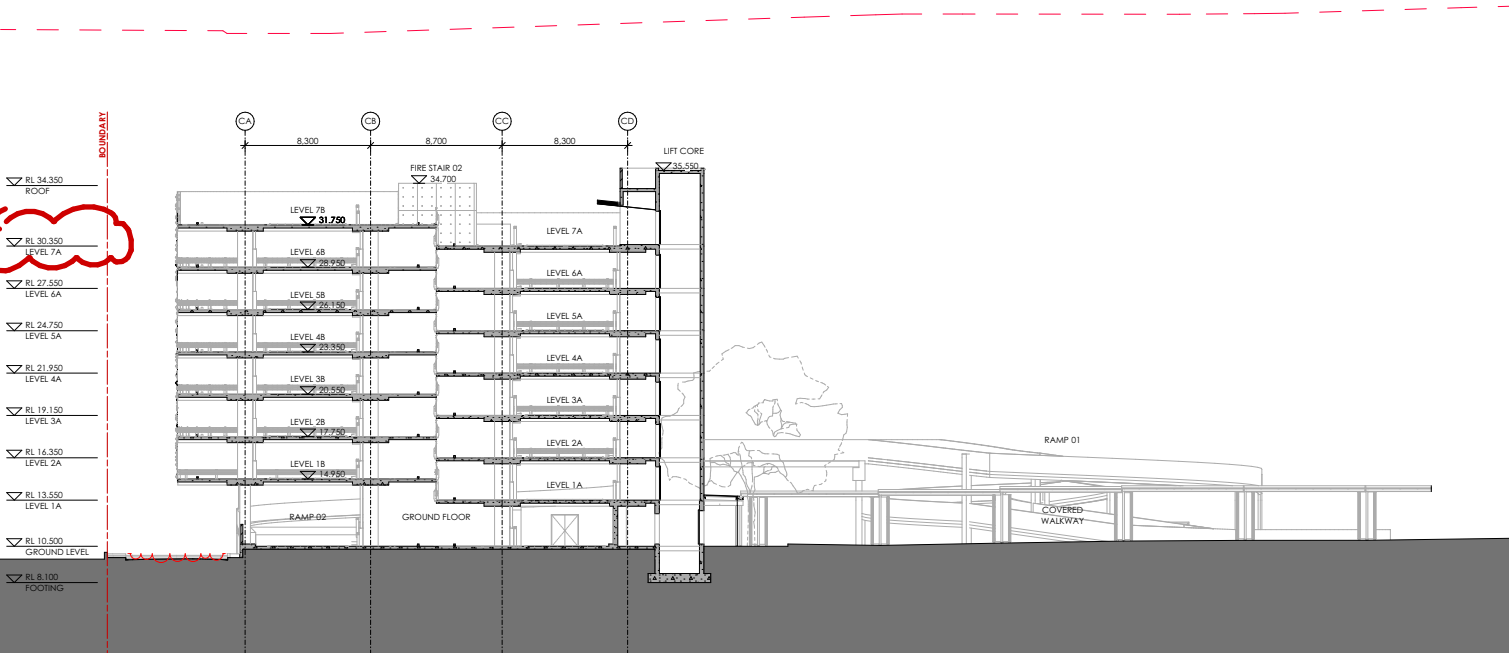 BOUNDARY
CA
CB
CC
CD
8,300
8,700
8,300
LIFT CORE
35,550
FIRE STAIR 02
34,700
RL 34.350
ROOF
RL 30.350
LEVEL 7A
RL 27.550
LEVEL 6A
RL 24.750
LEVEL 5A
RL 21.950
LEVEL 4A
RL 19.150
LEVEL 3A
RL 16.350
LEVEL 2A
RL 13.550
LEVEL 1A
RL 10.500
GROUND LEVEL
RL 8.100
FOOTING
LEVEL 7B
31.750
LEVEL 6B
28,950
LEVEL 5B
26,150
LEVEL 4B
23,350
LEVEL 3B
20,550
LEVEL 2B
17,750
LEVEL 1B
14,950
RAMP 02
GROUND FLOOR
LEVEL 7A
LEVEL 6A
LEVEL 5A
LEVEL 4A
LEVEL 3A
LEVEL 2A
LEVEL 1A
RAMP 01
COVERED
WALKWAY